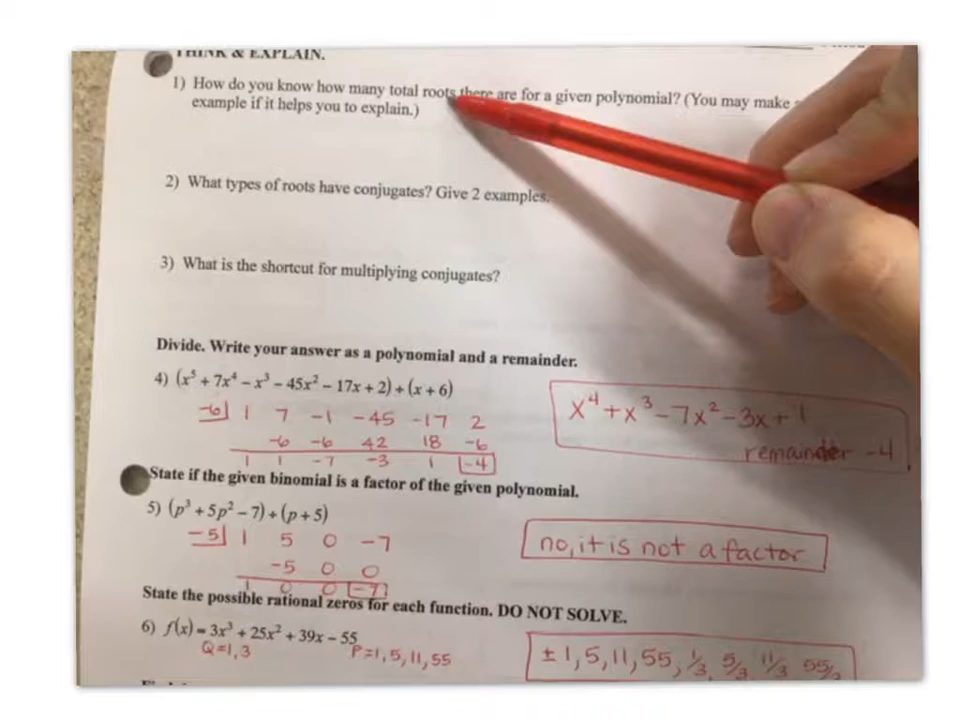 THINK & EXPLAIN.
1) How do you know how many total roots there are for a given polynomial? (You may make
example if it helps you to explain.)
2) What types of roots have conjugates? Give 2 examples.
3) What is the shortcut for multiplying conjugates?
Divide. Write your answer as a polynomial and a remainder.
4) (x⁵ + 7x⁴ – x³ – 45x² – 17x + 2) ÷ (x + 6)
-6| 1 7 -1 -45 -17 2
-6 -6 42 18 -6
1 1 -7 -3 1 -4
x⁴ + x³ - 7x² - 3x + 1
remainder -4
State if the given binomial is a factor of the given polynomial.
5) (p³ + 5p² – 7) ÷ (p + 5)
-5| 1 5 0 -7
-5 0 0
1 0 0 -7
no, it is not a factor
State the possible rational zeros for each function. DO NOT SOLVE.
6) f(x) = 3x³ + 25x² + 39x – 55
Q=1,3 P=1,5,11,55
± 1, 5, 11, 55, 1/3, 5/3, 11/3, 55/3